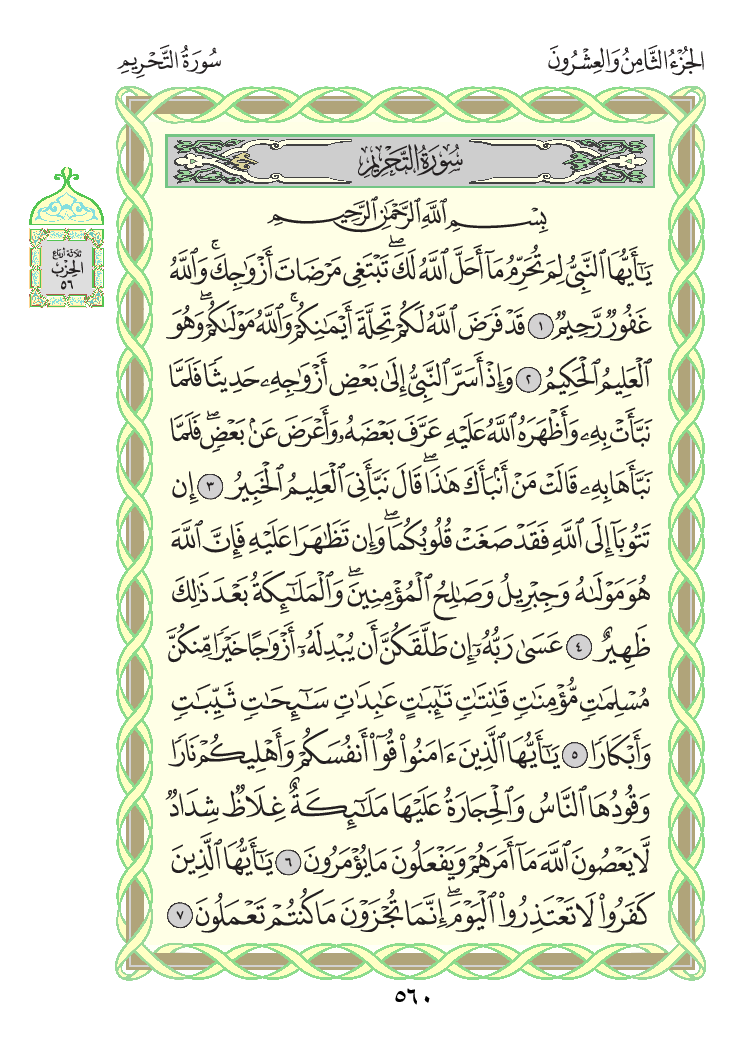 الجُزْءُ الثَّامِنُ وَالعِشْرُونَ
سُورَةُ التَّحْرِيمِ
سُورَةُ التَّحْرِيمِ
بِسْمِ ٱللَّهِ ٱلرَّحْمَٰنِ ٱلرَّحِيمِ
ثلاثة أرباع
الحِزْب
٥٦
يَٰٓأَيُّهَا ٱلنَّبِىُّ لِمَ تُحَرِّمُ مَآ أَحَلَّ ٱللَّهُ لَكَ ۖ تَبْتَغِى مَرْضَاتَ أَزْوَٰجِكَ ۚ وَٱللَّهُ
غَفُورٌ رَّحِيمٌ ١ قَدْ فَرَضَ ٱللَّهُ لَكُمْ تَحِلَّةَ أَيْمَٰنِكُمْ ۚ وَٱللَّهُ مَوْلَىٰكُمْ ۖ وَهُوَ
ٱلْعَلِيمُ ٱلْحَكِيمُ ٢ وَإِذْ أَسَرَّ ٱلنَّبِىُّ إِلَىٰ بَعْضِ أَزْوَٰجِهِۦ حَدِيثًا فَلَمَّا
نَبَّأَتْ بِهِۦ وَأَظْهَرَهُ ٱللَّهُ عَلَيْهِ عَرَّفَ بَعْضَهُۥ وَأَعْرَضَ عَنۢ بَعْضٍ ۖ فَلَمَّا
نَبَّأَهَا بِهِۦ قَالَتْ مَنْ أَنۢبَأَكَ هَٰذَا ۖ قَالَ نَبَّأَنِىَ ٱلْعَلِيمُ ٱلْخَبِيرُ ٣ إِن
تَتُوبَآ إِلَى ٱللَّهِ فَقَدْ صَغَتْ قُلُوبُكُمَا ۖ وَإِن تَظَٰهَرَا عَلَيْهِ فَإِنَّ ٱللَّهَ
هُوَ مَوْلَىٰهُ وَجِبْرِيلُ وَصَٰلِحُ ٱلْمُؤْمِنِينَ ۖ وَٱلْمَلَٰٓئِكَةُ بَعْدَ ذَٰلِكَ
ظَهِيرٌ ٤ عَسَىٰ رَبُّهُۥٓ إِن طَلَّقَكُنَّ أَن يُبْدِلَهُۥٓ أَزْوَٰجًا خَيْرًا مِّنكُنَّ
مُسْلِمَٰتٍ مُّؤْمِنَٰتٍ قَٰنِتَٰتٍ تَٰٓئِبَٰتٍ عَٰبِدَٰتٍ سَٰٓئِحَٰتٍ ثَيِّبَٰتٍ
وَأَبْكَارًا ٥ يَٰٓأَيُّهَا ٱلَّذِينَ ءَامَنُوا۟ قُوٓا۟ أَنفُسَكُمْ وَأَهْلِيكُمْ نَارًا
وَقُودُهَا ٱلنَّاسُ وَٱلْحِجَارَةُ عَلَيْهَا مَلَٰٓئِكَةٌ غِلَاظٌ شِدَادٌ
لَّا يَعْصُونَ ٱللَّهَ مَآ أَمَرَهُمْ وَيَفْعَلُونَ مَا يُؤْمَرُونَ ٦ يَٰٓأَيُّهَا ٱلَّذِينَ
كَفَرُوا۟ لَا تَعْتَذِرُوا۟ ٱلْيَوْمَ ۖ إِنَّمَا تُجْزَوْنَ مَا كُنتُمْ تَعْمَلُونَ ٧
٥٦٠